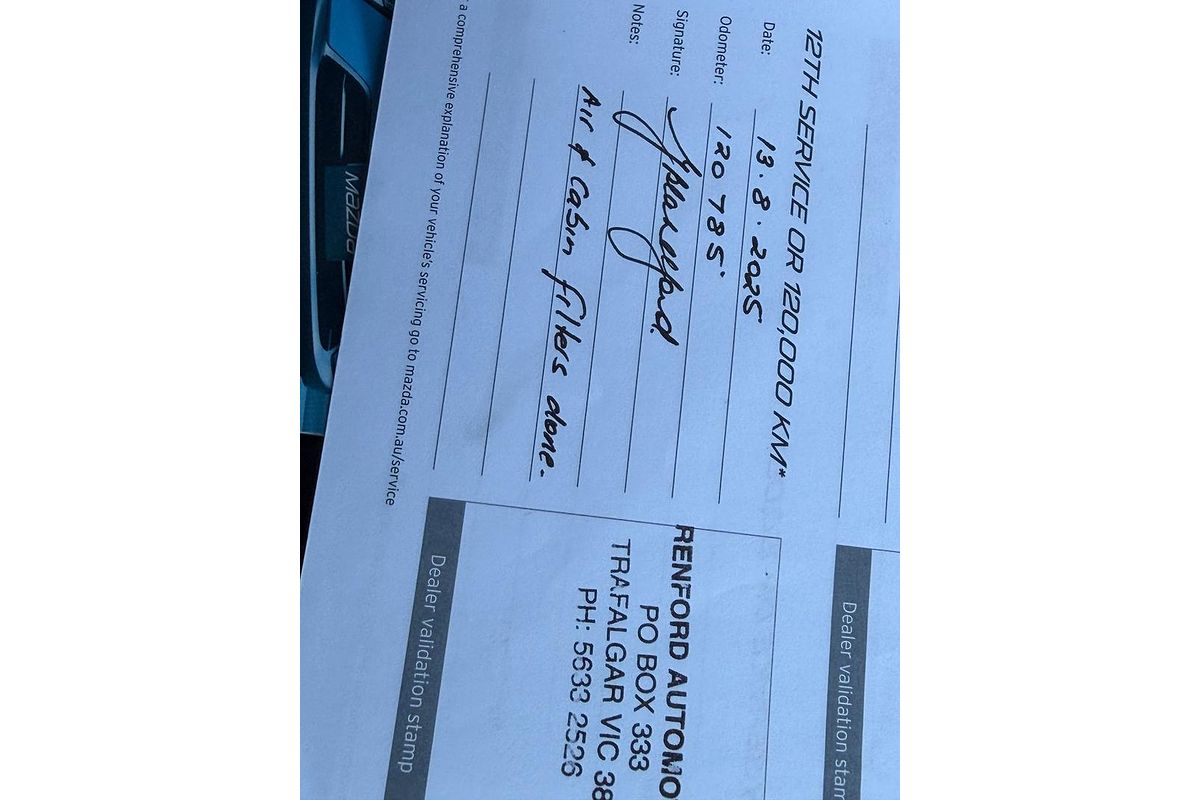 12TH SERVICE OR 120,000 KM*
Date: 13.8.2025
Odometer: 120785
Signature:
Notes:
Air & Cabin filters done.
a comprehensive explanation of your vehicle's servicing go to mazda.com.au/service
Dealer validation stam
RENFORD AUTOMO
PO BOX 333
TRAFALGAR VIC 38
PH: 5633 2526
Dealer validation stamp
mazda